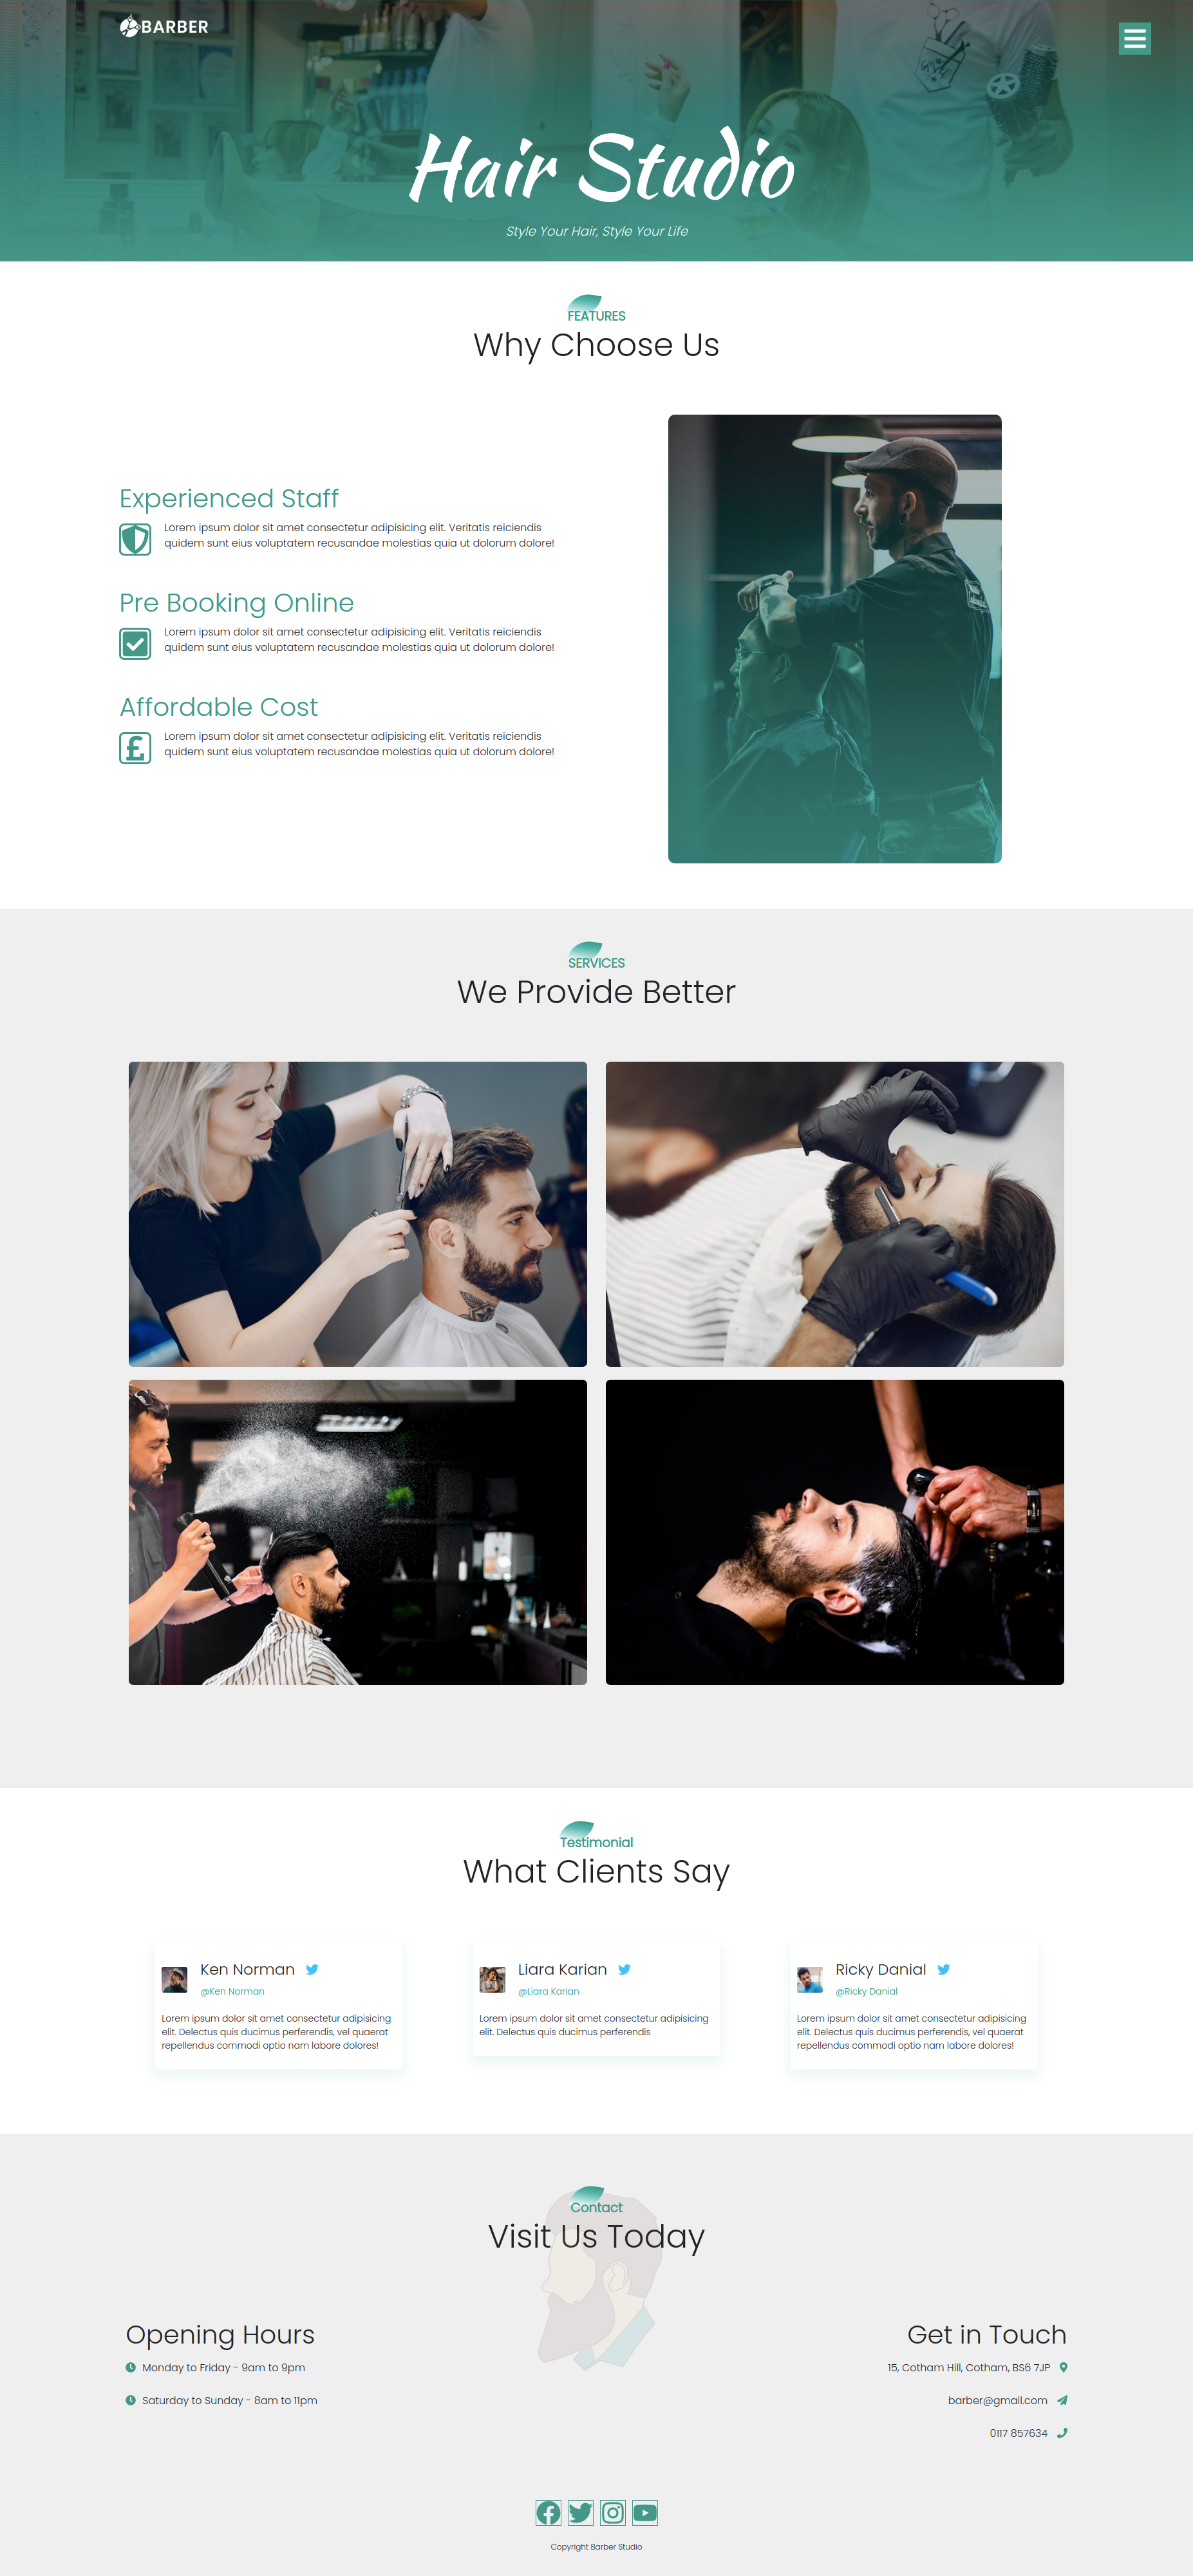 BARBER
Hair Studio
Style Your Hair, Style Your Life
FEATURES
Why Choose Us
Experienced Staff
Lorem ipsum dolor sit amet consectetur adipisicing elit. Veritatis reiciendis
quidem sunt eius voluptatem recusandae molestias quia ut dolorum dolore!
Pre Booking Online
Lorem ipsum dolor sit amet consectetur adipisicing elit. Veritatis reiciendis
quidem sunt eius voluptatem recusandae molestias quia ut dolorum dolore!
Affordable Cost
Lorem ipsum dolor sit amet consectetur adipisicing elit. Veritatis reiciendis
quidem sunt eius voluptatem recusandae molestias quia ut dolorum dolore!
SERVICES
We Provide Better
Testimonial
What Clients Say
Ken Norman
@Ken Norman
Lorem ipsum dolor sit amet consectetur adipisicing
elit. Delectus quis ducimus perferendis, vel quaerat
repellendus commodi optio nam labore dolores!
Liara Karian
@Liara Karian
Lorem ipsum dolor sit amet consectetur adipisicing
elit. Delectus quis ducimus perferendis
Ricky Danial
@Ricky Danial
Lorem ipsum dolor sit amet consectetur adipisicing
elit. Delectus quis ducimus perferendis, vel quaerat
repellendus commodi optio nam labore dolores!
Contact
Visit Us Today
Opening Hours
Monday to Friday - 9am to 9pm
Saturday to Sunday - 8am to 11pm
Get in Touch
15, Cotham Hill, Cotham, BS6 7JP
barber@gmail.com
0117 857634
Copyright Barber Studio